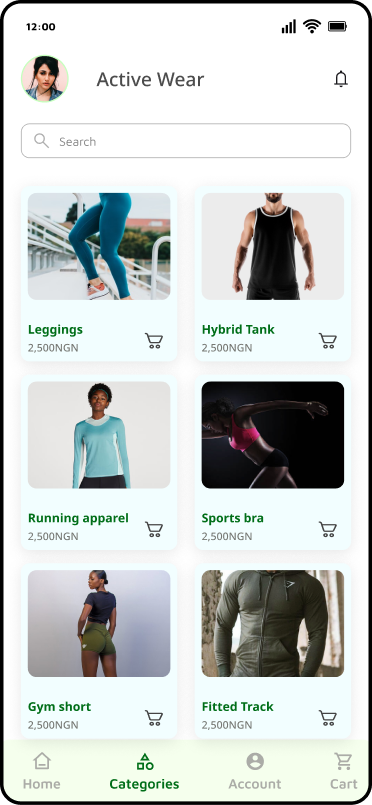 12:00
Active Wear
Search
Leggings
2,500NGN
Hybrid Tank
2,500NGN
Running apparel
2,500NGN
Sports bra
2,500NGN
Gym short
2,500NGN
Fitted Track
2,500NGN
Home
Categories
Account
Cart